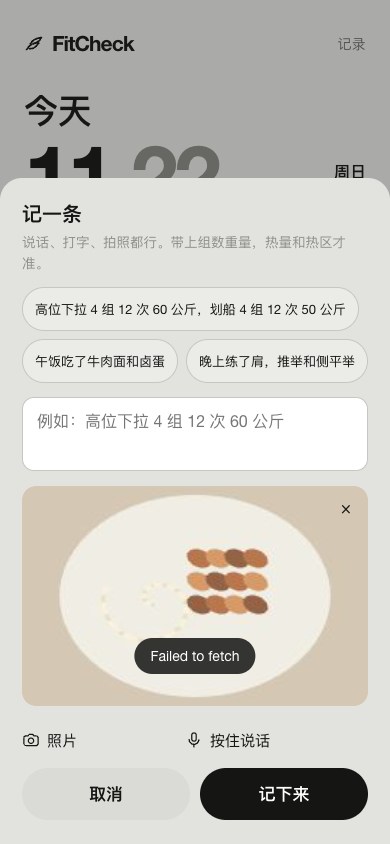 FitCheck
记录
今天
11 22
周日
记一条
说话、打字、拍照都行。带上组数重量，热量和热区才
准。
高位下拉 4 组 12 次 60 公斤，划船 4 组 12 次 50 公斤
午饭吃了牛肉面和卤蛋
晚上练了肩，推举和侧平举
例如：高位下拉 4 组 12 次 60 公斤
×
Failed to fetch
照片
按住说话
取消
记下来